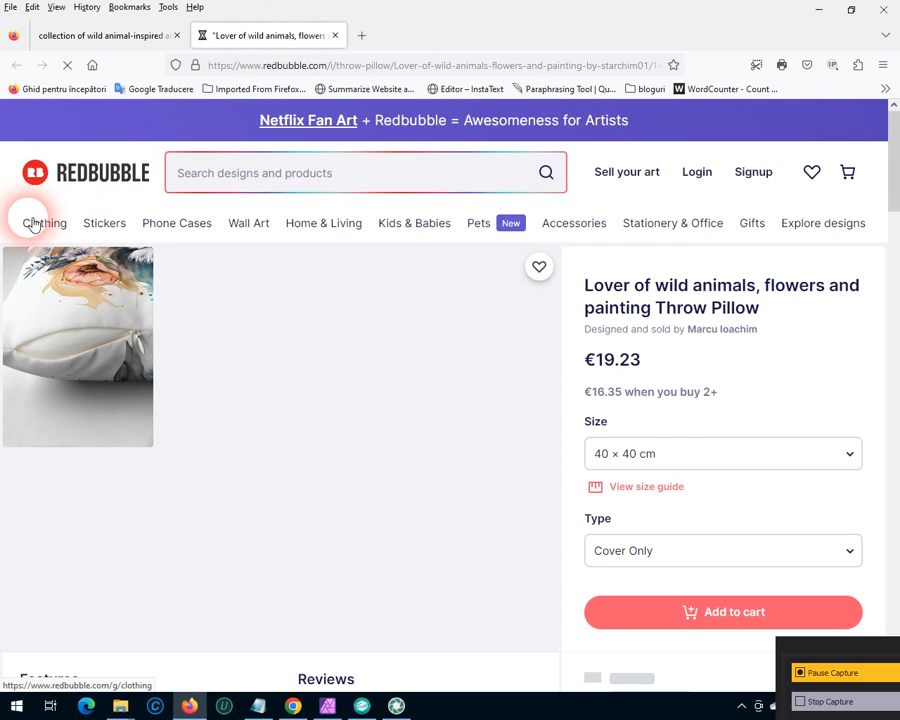 File Edit View History Bookmarks Tools Help
collection of wild animal-inspired a
"Lover of wild animals, flowers
https://www.redbubble.com/i/throw-pillow/Lover-of-wild-animals-flowers-and-painting-by-starchim01/1
Ghid pentru începători Google Traducere Imported From Firefox... Summarize Website a... Editor – InstaText Paraphrasing Tool | Qu... bloguri WordCounter - Count ...
Netflix Fan Art + Redbubble = Awesomeness for Artists
RB REDBUBBLE Search designs and products Sell your art Login Signup
Clothing Stickers Phone Cases Wall Art Home & Living Kids & Babies Pets New Accessories Stationery & Office Gifts Explore designs
Lover of wild animals, flowers and
painting Throw Pillow
Designed and sold by Marcu Ioachim
€19.23
€16.35 when you buy 2+
Size
40 × 40 cm
View size guide
Type
Cover Only
Add to cart
Features Reviews
Pause Capture
https://www.redbubble.com/g/clothing
Stop Capture